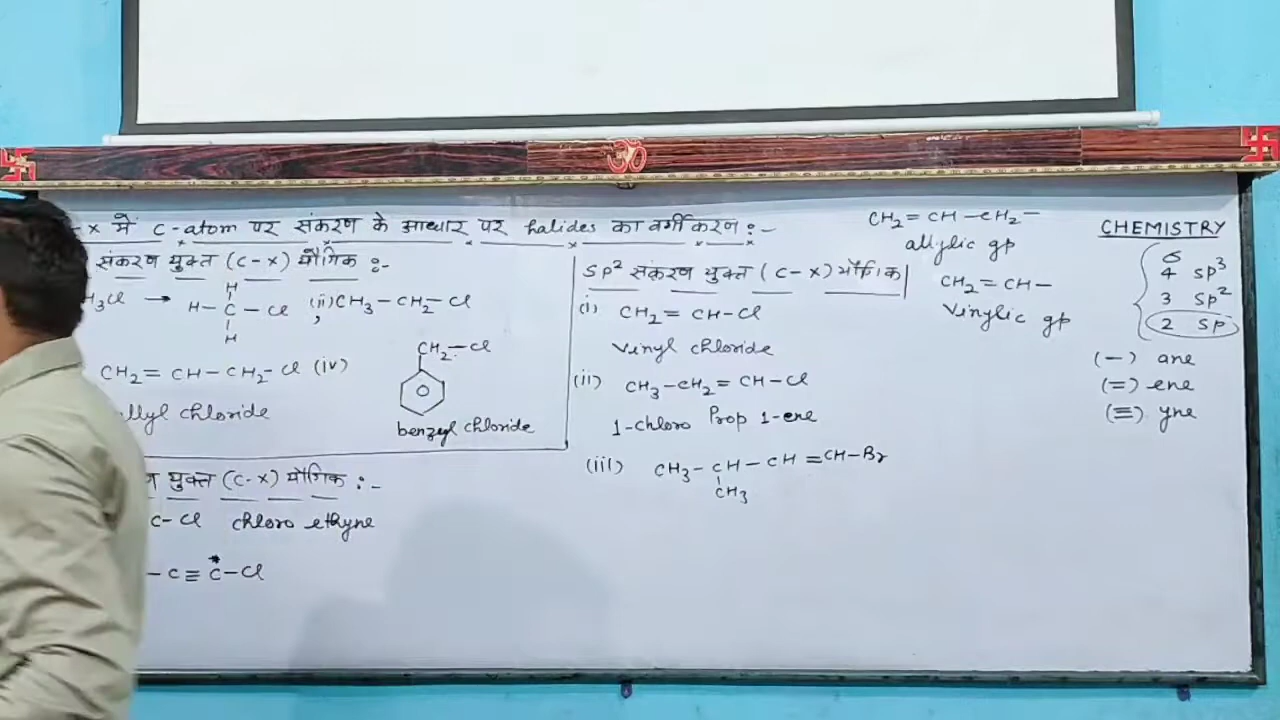 -x में C-atom पर संकरण के आधार पर halides का वर्गीकरण :-
संकरण युक्त (C-X) यौगिक :-
H3Cl → H-C-Cl
H
H
(ii) CH3-CH2-Cl
CH2=CH-CH2-Cl
llyl chloride
(iv) CH2-Cl
benzyl chloride
युक्त (C-X) यौगिक :-
C-Cl chloro ethyne
-C≡C*-Cl
Sp² संकरण युक्त (C-X) यौगिक
(i) CH2=CH-Cl
Vinyl chloride
(ii) CH3-CH2=CH-Cl
1-chloro Prop 1-ene
(iii) CH3-CH-CH=CH-Br
CH3
CH2=CH-CH2-
allylic gp
CH2=CH-
Vinylic gp
CHEMISTRY
4 sp³
3 sp²
2 sp
(-) ane
(=) ene
(≡) yne